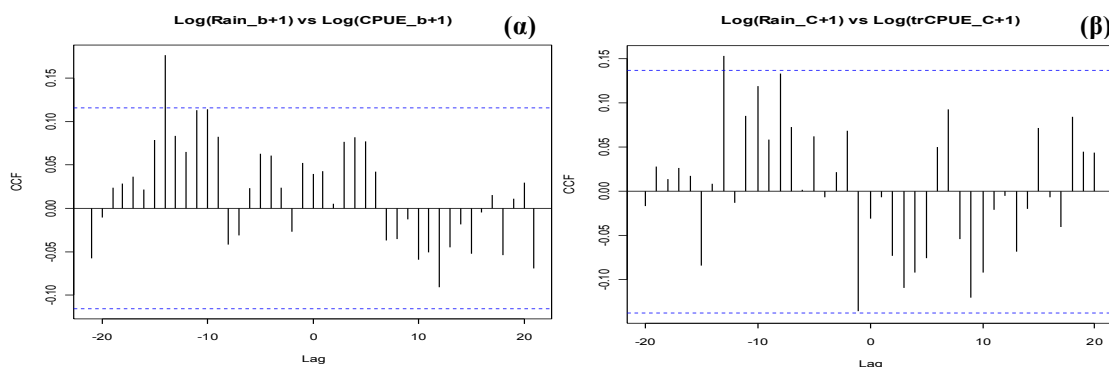 Log(Rain_b+1) vs Log(CPUE_b+1)
(α)
CCF
0.15
0.10
0.05
0.00
-0.05
-0.10
-20 -10 0 10 20
Lag
Log(Rain_C+1) vs Log(trCPUE_C+1)
(β)
CCF
0.15
0.10
0.05
0.00
-0.05
-0.10
-20 -10 0 10 20
Lag